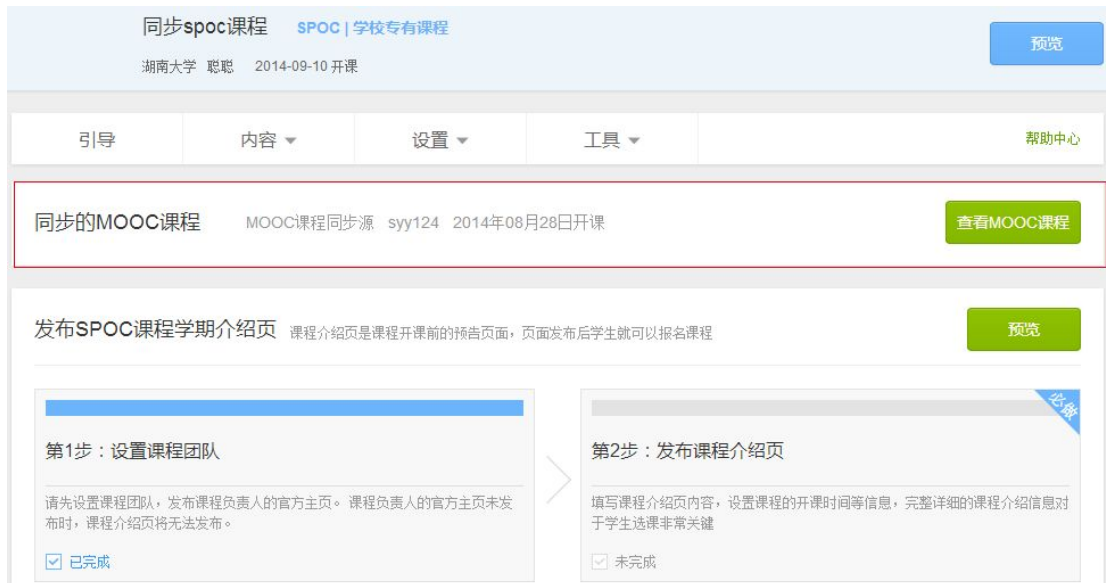 同步spoc课程 SPOC | 学校专有课程
预览
湖南大学 聪聪 2014-09-10 开课
引导 内容 设置 工具 帮助中心
同步的MOOC课程 MOOC课程同步源 syy124 2014年08月28日开课 查看MOOC课程
发布SPOC课程学期介绍页 课程介绍页是课程开课前的预告页面，页面发布后学生就可以报名课程 预览
必做
第1步：设置课程团队
请先设置课程团队，发布课程负责人的官方主页。课程负责人的官方主页未发
布时，课程介绍页将无法发布。
已完成
第2步：发布课程介绍页
填写课程介绍页内容，设置课程的开课时间等信息，完整详细的课程介绍信息对
于学生选课非常关键
未完成